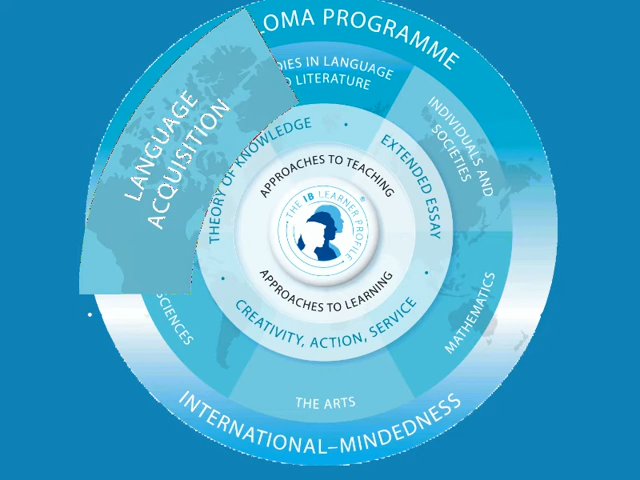 LOMA PROGRAMME
DIES IN LANGUAGE
D LITERATURE
LANGUAGE
ACQUISITION
INDIVIDUALS AND
SOCIETIES
THEORY OF KNOWLEDGE
EXTENDED ESSAY
APPROACHES TO TEACHING
THE IB LEARNER PROFILE
®
APPROACHES TO LEARNING
CREATIVITY, ACTION, SERVICE
SCIENCES
MATHEMATICS
THE ARTS
INTERNATIONAL–MINDEDNESS